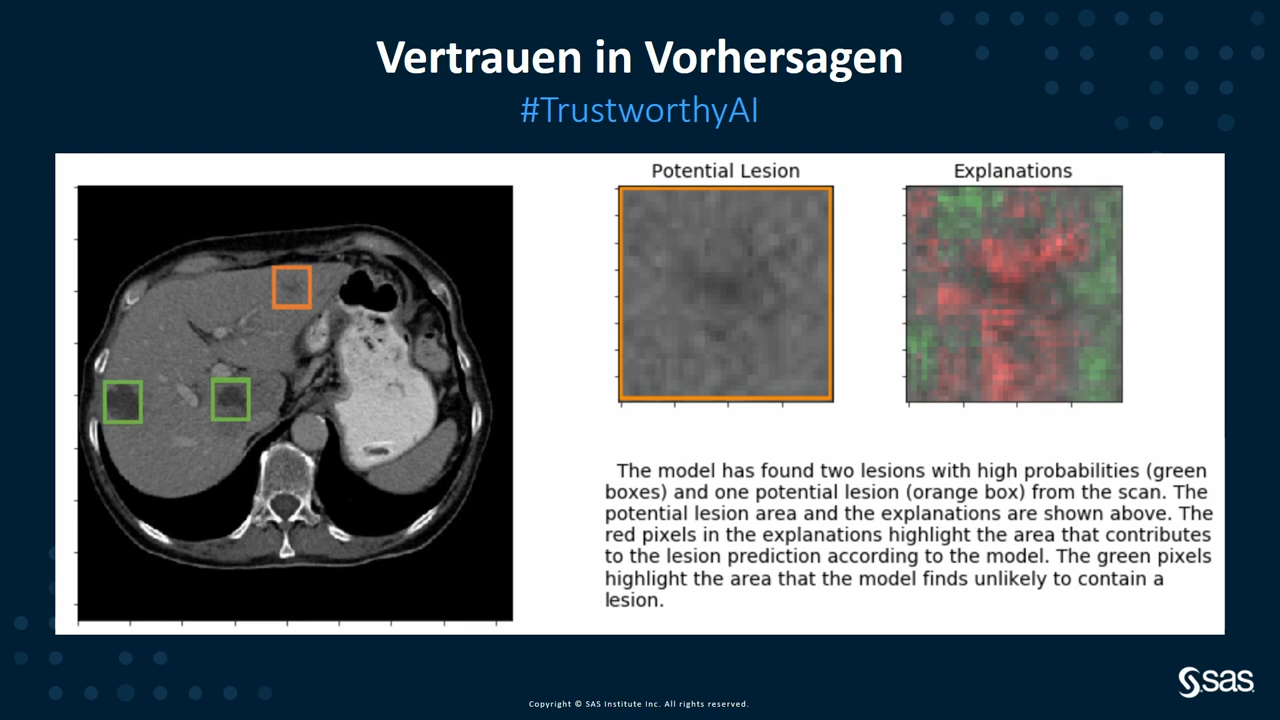 Vertrauen in Vorhersagen
#TrustworthyAI
Potential Lesion
Explanations
The model has found two lesions with high probabilities (green
boxes) and one potential lesion (orange box) from the scan. The
potential lesion area and the explanations are shown above. The
red pixels in the explanations highlight the area that contributes
to the lesion prediction according to the model. The green pixels
highlight the area that the model finds unlikely to contain a
lesion.
sas
Copyright © SAS Institute Inc. All rights reserved.